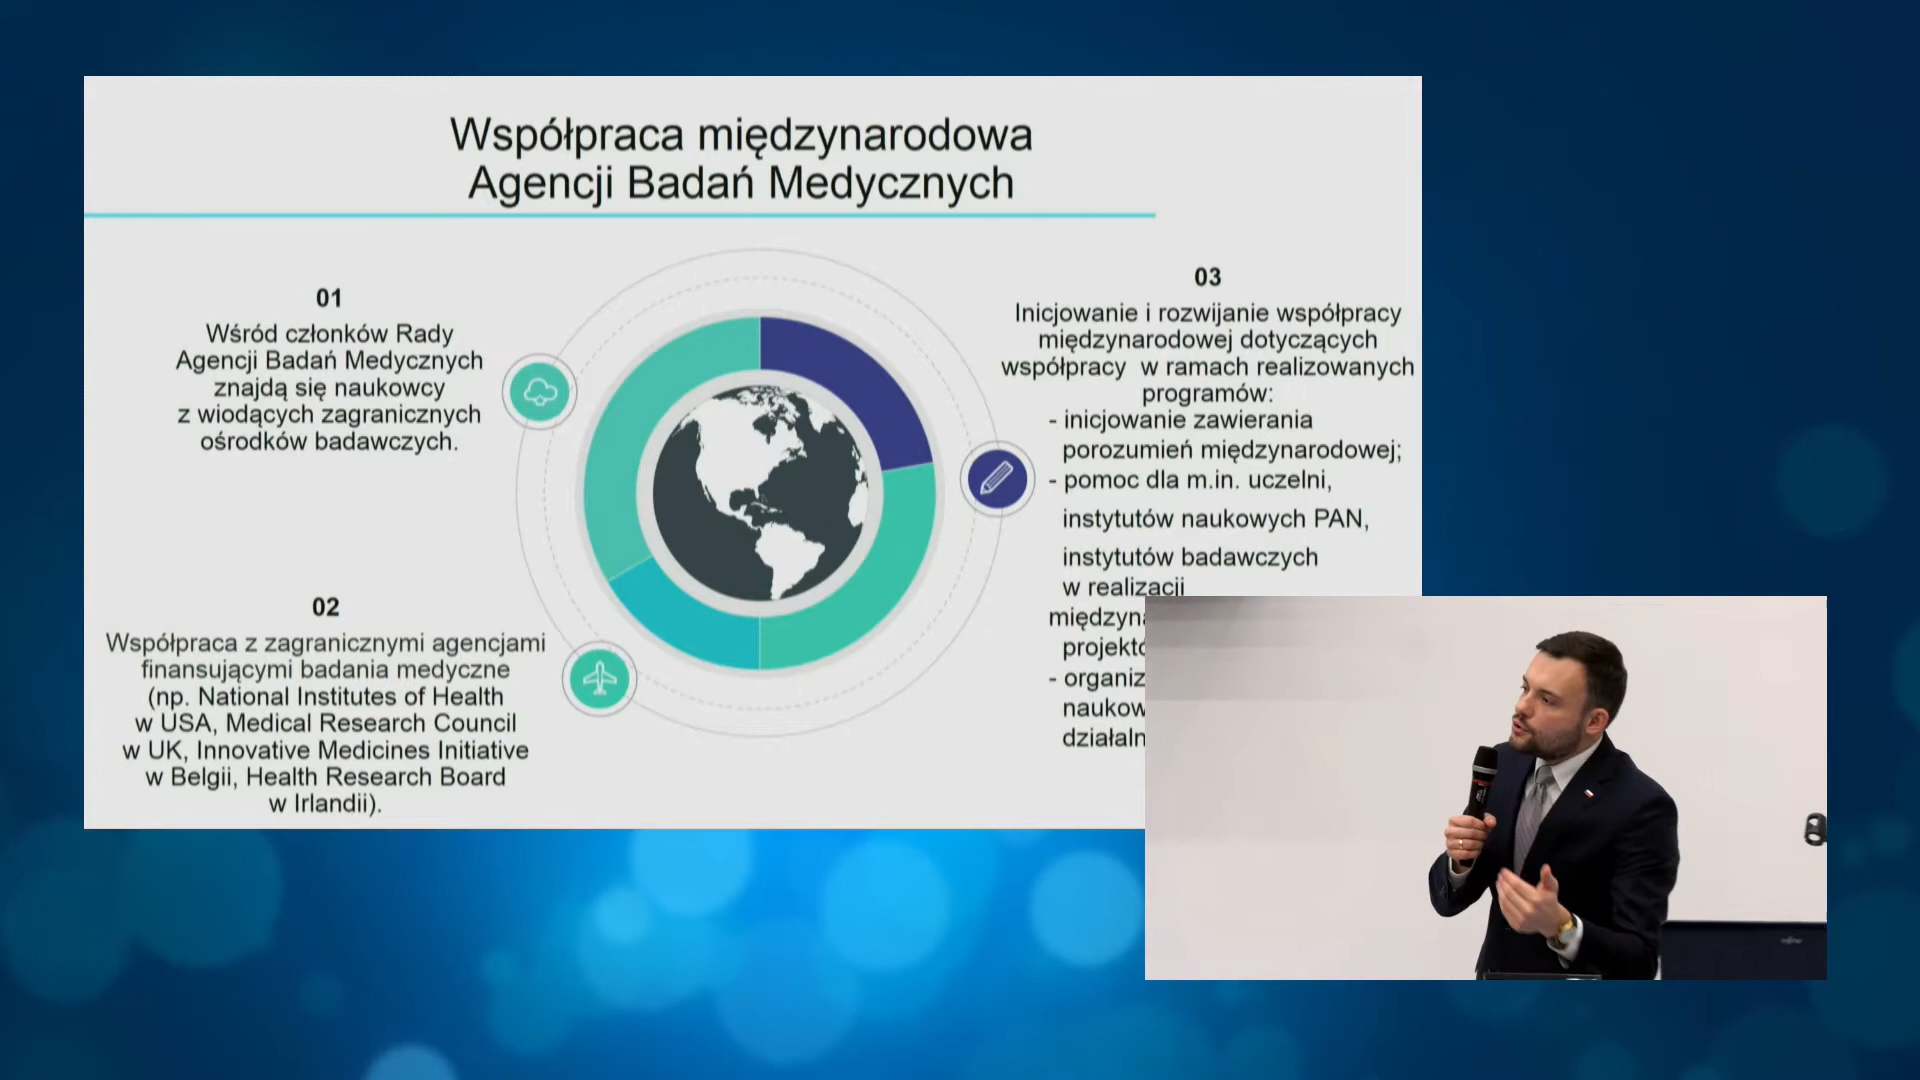 Współpraca międzynarodowa
Agencji Badań Medycznych
01
Wśród członków Rady
Agencji Badań Medycznych
znajdą się naukowcy
z wiodących zagranicznych
ośrodków badawczych.
02
Współpraca z zagranicznymi agencjami
finansującymi badania medyczne
(np. National Institutes of Health
w USA, Medical Research Council
w UK, Innovative Medicines Initiative
w Belgii, Health Research Board
w Irlandii).
03
Inicjowanie i rozwijanie współpracy
międzynarodowej dotyczących
współpracy w ramach realizowanych
programów:
- inicjowanie zawierania
porozumień międzynarodowej;
- pomoc dla m.in. uczelni,
instytutów naukowych PAN,
instytutów badawczych
w realizacji